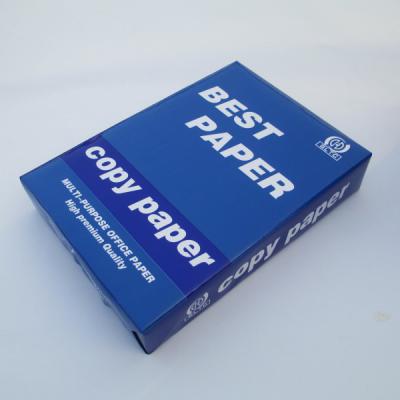 BEST
PAPER
copy paper
MULTI-PURPOSE OFFICE PAPER
High premium Quality
copy paper